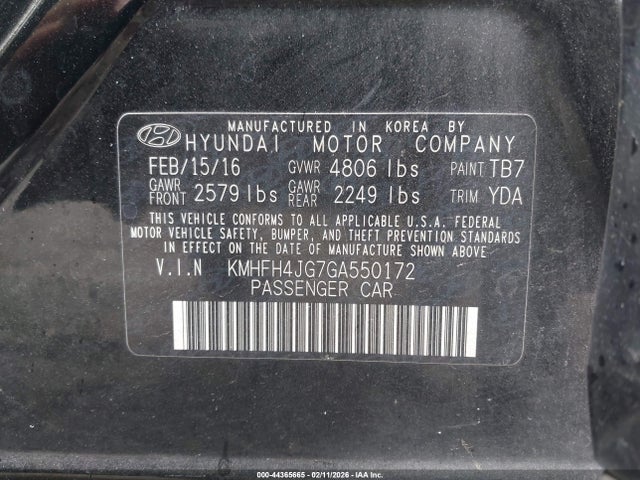 MANUFACTURED IN KOREA BY
HYUNDAI MOTOR COMPANY
FEB/15/16 GVWR 4806 lbs PAINT TB7
GAWR FRONT 2579 lbs GAWR REAR 2249 lbs TRIM YDA
THIS VEHICLE CONFORMS TO ALL APPLICABLE U.S.A. FEDERAL
MOTOR VEHICLE SAFETY, BUMPER, AND THEFT PREVENTION STANDARDS
IN EFFECT ON THE DATE OF MANUFACTURE SHOWN ABOVE
V.I.N KMHFH4JG7GA550172
PASSENGER CAR
000-44365665 - 02/11/2026 - Copyright IAA, LLC